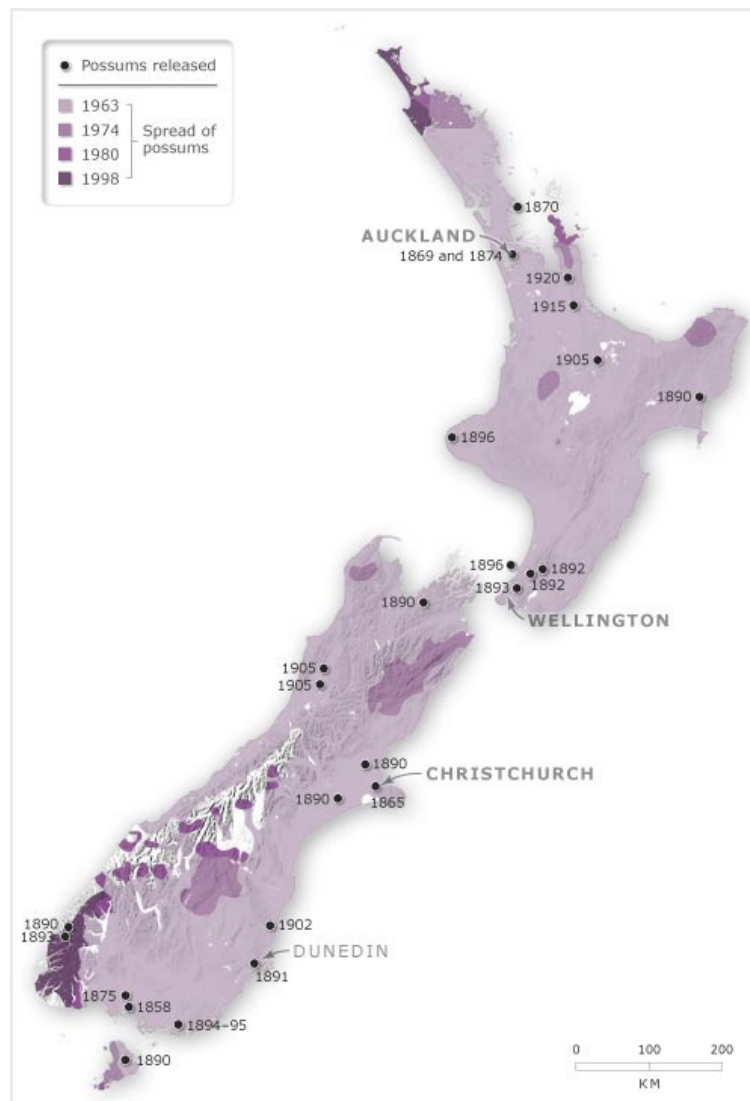 Possums released
1963
1974
1980
1998
Spread of
possums
1870
AUCKLAND
1869 and 1874
1920
1915
1905
1890
1896
1896
1892
1892
1893
WELLINGTON
1890
1905
1905
1890
CHRISTCHURCH
1890
1865
1890
1893
1902
DUNEDIN
1891
1875
1858
1894–95
1890
0 100 200
KM